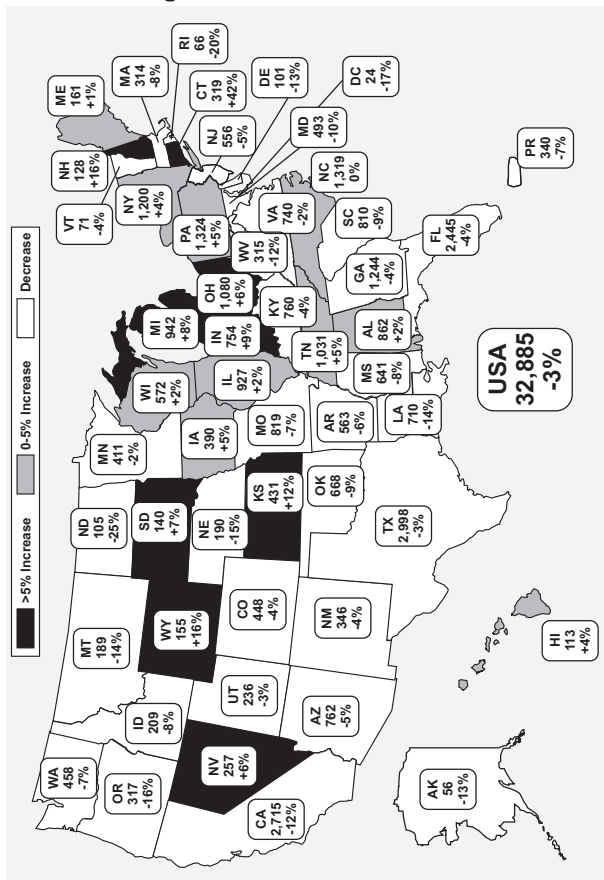 >5% Increase
0-5% Increase
Decrease
WA
458
-7%
OR
317
-16%
CA
2,715
-12%
NV
257
+6%
ID
209
-8%
MT
189
-14%
WY
155
+16%
UT
236
-3%
AZ
762
-5%
CO
448
-4%
NM
346
-4%
ND
105
-25%
SD
140
+7%
NE
190
-15%
KS
431
+12%
OK
668
-9%
TX
2,998
-3%
MN
411
-2%
IA
390
+5%
MO
819
-7%
AR
563
-6%
LA
710
-14%
WI
572
+2%
IL
927
+2%
MI
942
+8%
IN
754
+9%
OH
1,080
+6%
KY
760
-4%
TN
1,031
+5%
MS
641
-8%
AL
862
+2%
GA
1,244
-4%
FL
2,445
-4%
SC
810
-9%
NC
1,319
0%
VA
740
-2%
WV
315
-12%
PA
1,324
+5%
NY
1,200
+4%
VT
71
-4%
NH
128
+16%
ME
161
+1%
MA
314
-8%
RI
66
-20%
CT
319
+42%
NJ
556
-5%
DE
101
-13%
MD
493
-10%
DC
24
-17%
PR
340
-7%
AK
56
-13%
HI
113
+4%
USA
32,885
-3%